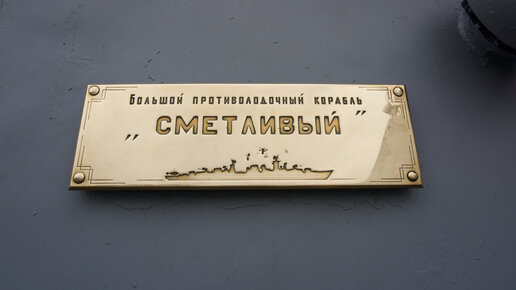 Большой противолодочный корабль
„СМЕТЛИВЫЙ”